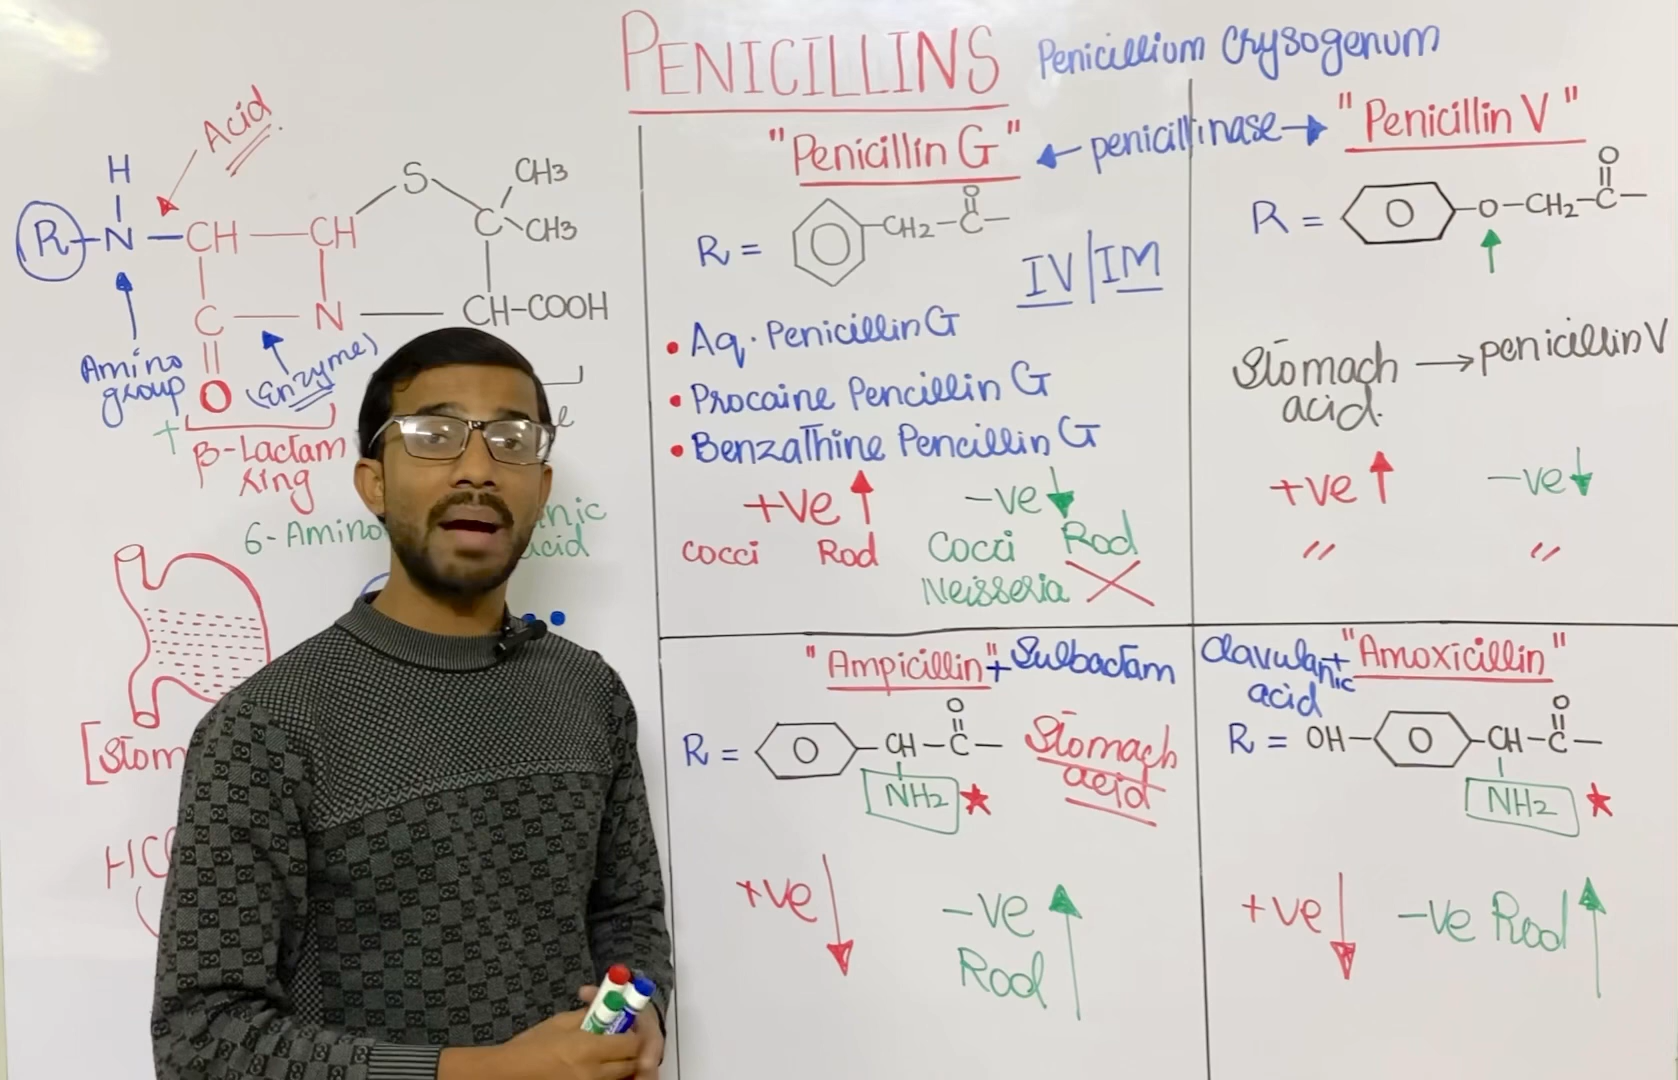 PENICILLINS Penicillium Crysogenum
Acid
H
R-N-CH-CH
S
CH3
C
CH3
C-N-CH-COOH
O
Amino
group
(Enzyme)
+
β-Lactam
Ring
6-Amino
acid
[Stom
"Penicillin G" ← penicillinase → "Penicillin V"
R = -CH2-C-
O
IV/IM
• Aq. Penicillin G
• Procaine Pencillin G
• Benzathine Pencillin G
+ve ↑ -ve ↓
Cocci Rod Cocci Rod
Neisseria
R = -O-CH2-C-
O
Stomach → penicillin V
acid.
+ve ↑ -ve ↓
〃 〃
"Ampicillin" + Sulbactam
R = -CH-C-
O
NH2
Stomach
acid
+ve ↓ -ve ↑
Rod
Clavulanic + "Amoxicillin"
acid
R = OH- -CH-C-
O
NH2
+ve ↓ -ve Rod ↑